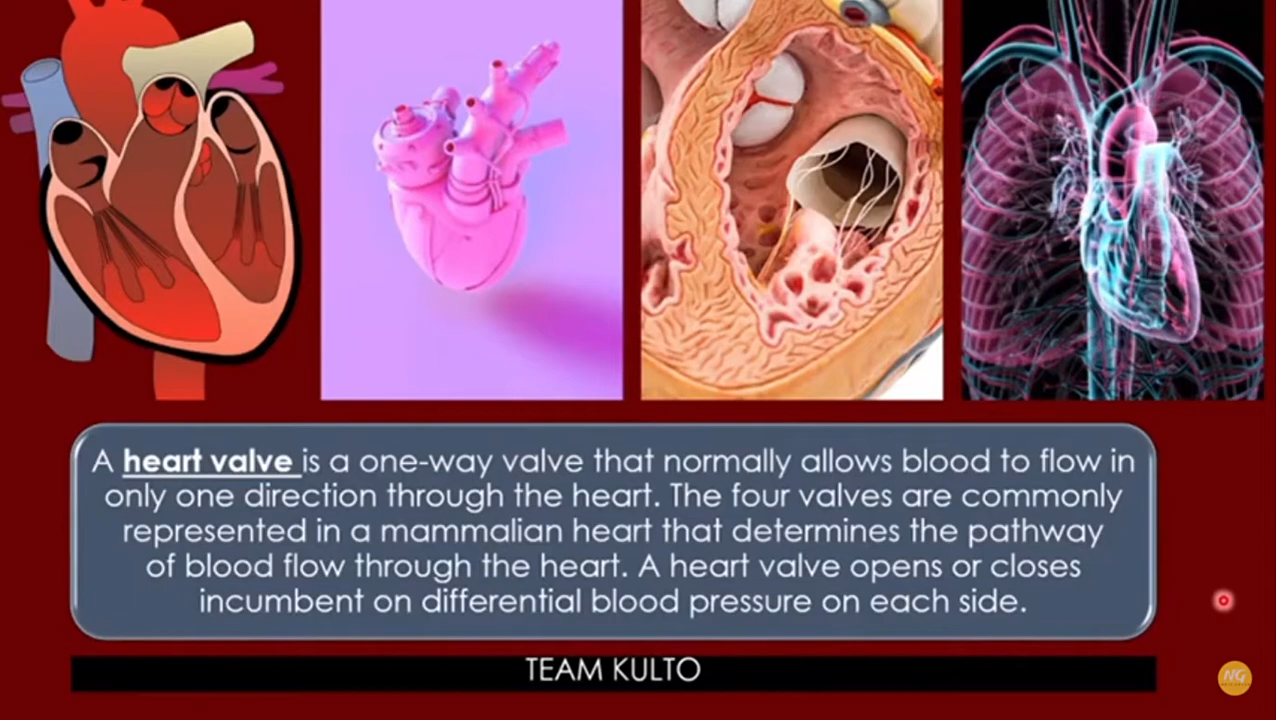 A heart valve is a one-way valve that normally allows blood to flow in
only one direction through the heart. The four valves are commonly
represented in a mammalian heart that determines the pathway
of blood flow through the heart. A heart valve opens or closes
incumbent on differential blood pressure on each side.
TEAM KULTO
NG